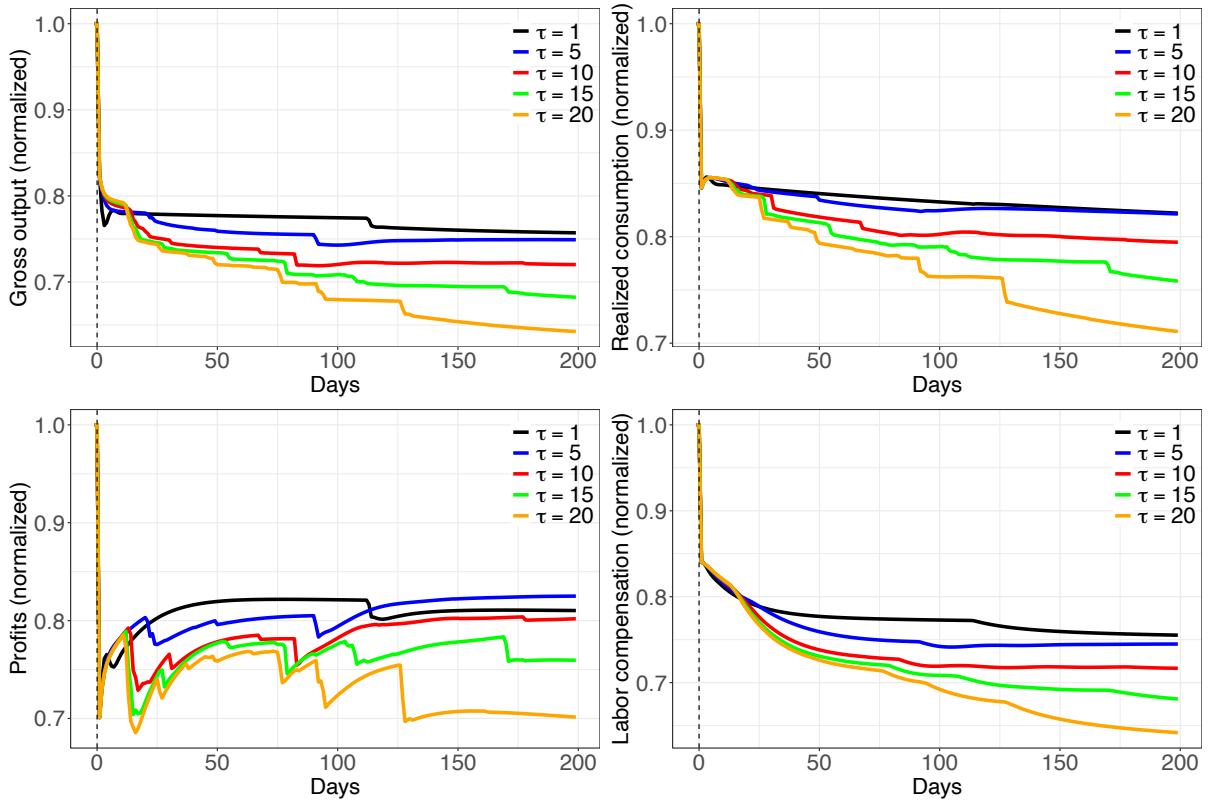 Gross output (normalized)
1.0
0.9
0.8
0.7
τ = 1
τ = 5
τ = 10
τ = 15
τ = 20
0
50
100
150
200
Days
Realized consumption (normalized)
1.0
0.9
0.8
0.7
τ = 1
τ = 5
τ = 10
τ = 15
τ = 20
0
50
100
150
200
Days
Profits (normalized)
1.0
0.9
0.8
0.7
τ = 1
τ = 5
τ = 10
τ = 15
τ = 20
0
50
100
150
200
Days
Labor compensation (normalized)
1.0
0.9
0.8
0.7
τ = 1
τ = 5
τ = 10
τ = 15
τ = 20
0
50
100
150
200
Days